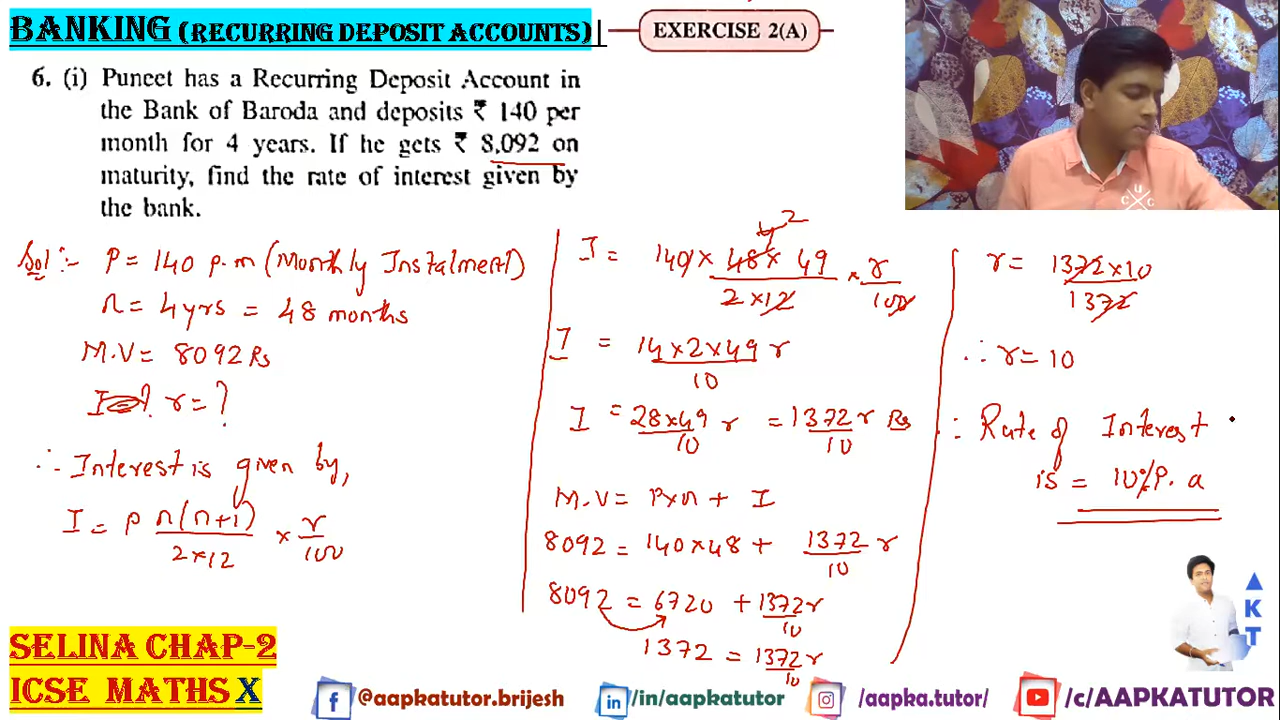 BANKING (RECURRING DEPOSIT ACCOUNTS)
EXERCISE 2(A)
6. (i) Puneet has a Recurring Deposit Account in
the Bank of Baroda and deposits ₹ 140 per
month for 4 years. If he gets ₹ 8,092 on
maturity, find the rate of interest given by
the bank.
Sol :- P = 140 p.m (Monthly Instalment)
n = 4 yrs = 48 months
M.V = 8092 Rs
I ? r = ?
∴ Interest is given by,
I = P n(n+1) / 2×12 × r/100
I = 140 × 48 × 49 / 2 × 12 × r/100
4 2
I = 14 × 2 × 49 / 10 r
I = 28×49 / 10 r = 1372 r / 10 Rs
M.V = P×n + I
8092 = 140×48 + 1372/10 r
8092 = 6720 + 1372r/10
1372 = 1372r/10
r = 1372×10 / 1372
∴ r = 10
∴ Rate of Interest
is = 10% P.a
SELINA CHAP-2
ICSE MATHS X
AKT
UCC
f @aapkatutor.brijesh
in /in/aapkatutor
/aapka.tutor/
/c/AAPKATUTOR